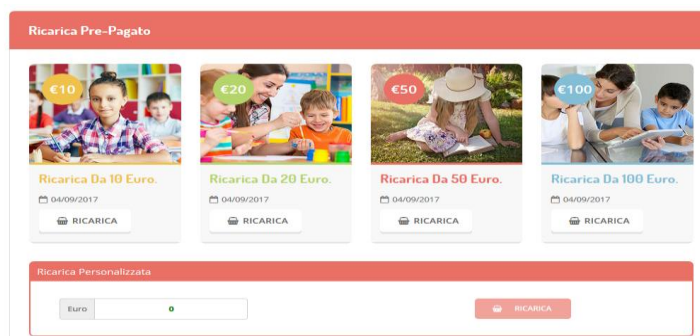 Ricarica Pre-Pagato
€10
€20
€50
€100
Ricarica Da 10 Euro.
Ricarica Da 20 Euro.
Ricarica Da 50 Euro.
Ricarica Da 100 Euro.
04/09/2017
04/09/2017
04/09/2017
04/09/2017
RICARICA
RICARICA
RICARICA
RICARICA
Ricarica Personalizzata
Euro 0
RICARICA